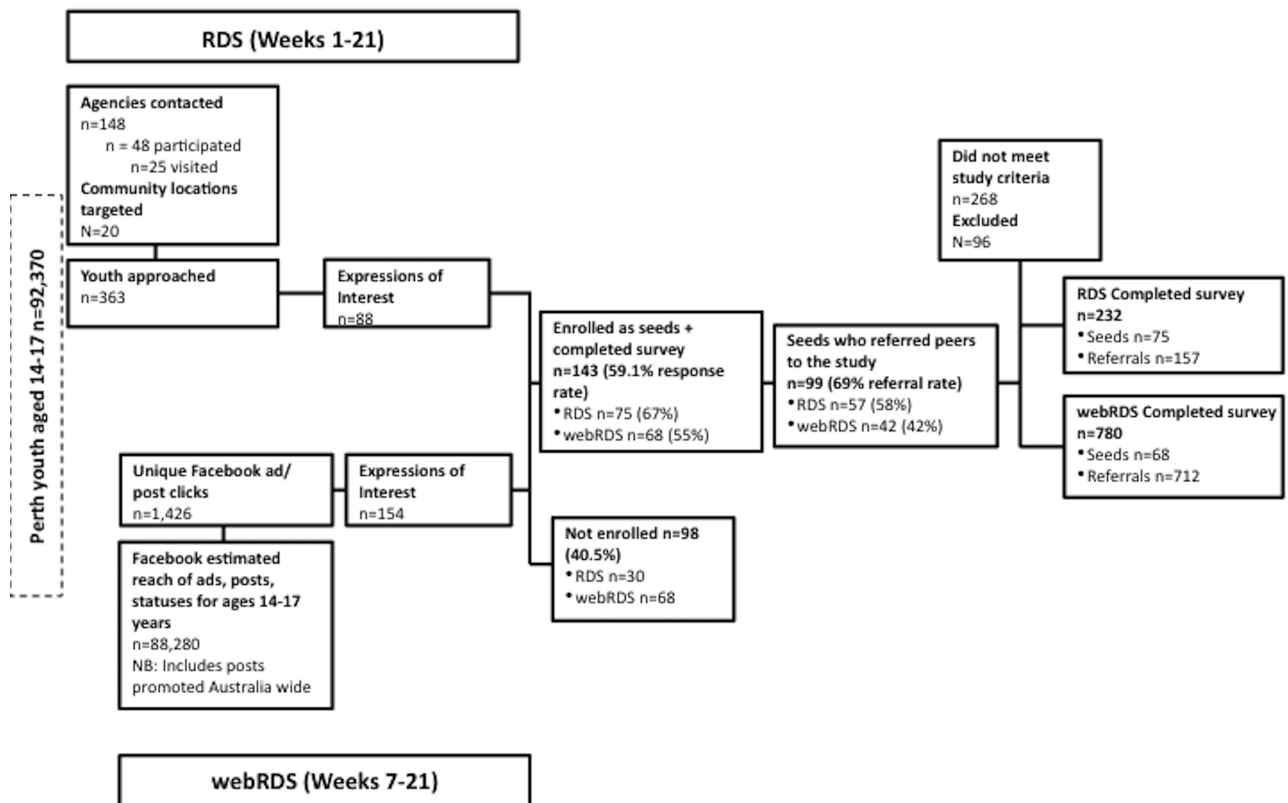 RDS (Weeks 1-21)
Agencies contacted
n=148
n = 48 participated
n=25 visited
Community locations
targeted
N=20
Youth approached
n=363
Expressions of
Interest
n=88
Perth youth aged 14-17 n=92,370
Enrolled as seeds +
completed survey
n=143 (59.1% response
rate)
• RDS n=75 (67%)
• webRDS n=68 (55%)
Seeds who referred peers
to the study
n=99 (69% referral rate)
• RDS n=57 (58%)
• webRDS n=42 (42%)
Did not meet
study criteria
n=268
Excluded
N=96
RDS Completed survey
n=232
• Seeds n=75
• Referrals n=157
webRDS Completed survey
n=780
• Seeds n=68
• Referrals n=712
Unique Facebook ad/
post clicks
n=1,426
Expressions of
Interest
n=154
Not enrolled n=98
(40.5%)
• RDS n=30
• webRDS n=68
Facebook estimated
reach of ads, posts,
statuses for ages 14-17
years
n=88,280
NB: Includes posts
promoted Australia wide
webRDS (Weeks 7-21)